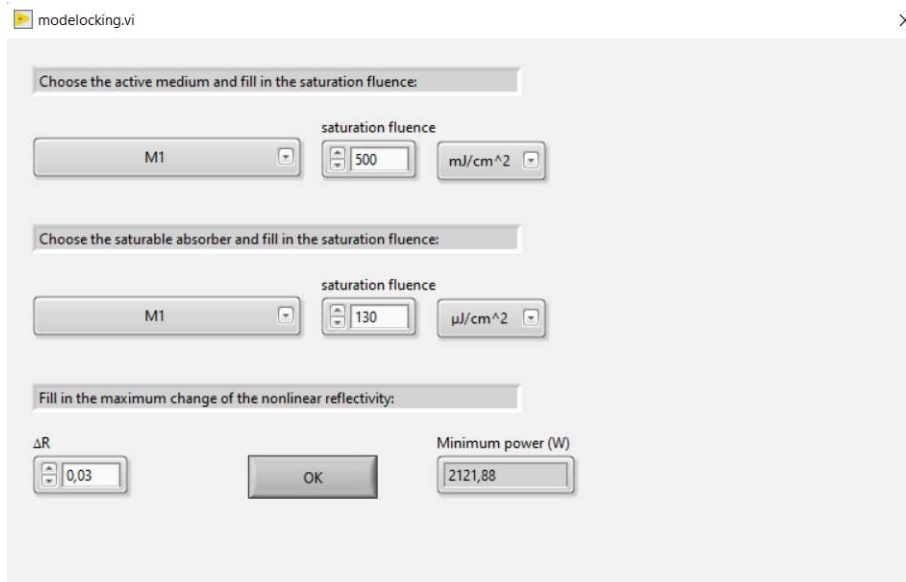 modelocking.vi
Choose the active medium and fill in the saturation fluence:
saturation fluence
M1 500 mJ/cm^2
Choose the saturable absorber and fill in the saturation fluence:
saturation fluence
M1 130 µJ/cm^2
Fill in the maximum change of the nonlinear reflectivity:
ΔR Minimum power (W)
0,03 OK 2121,88